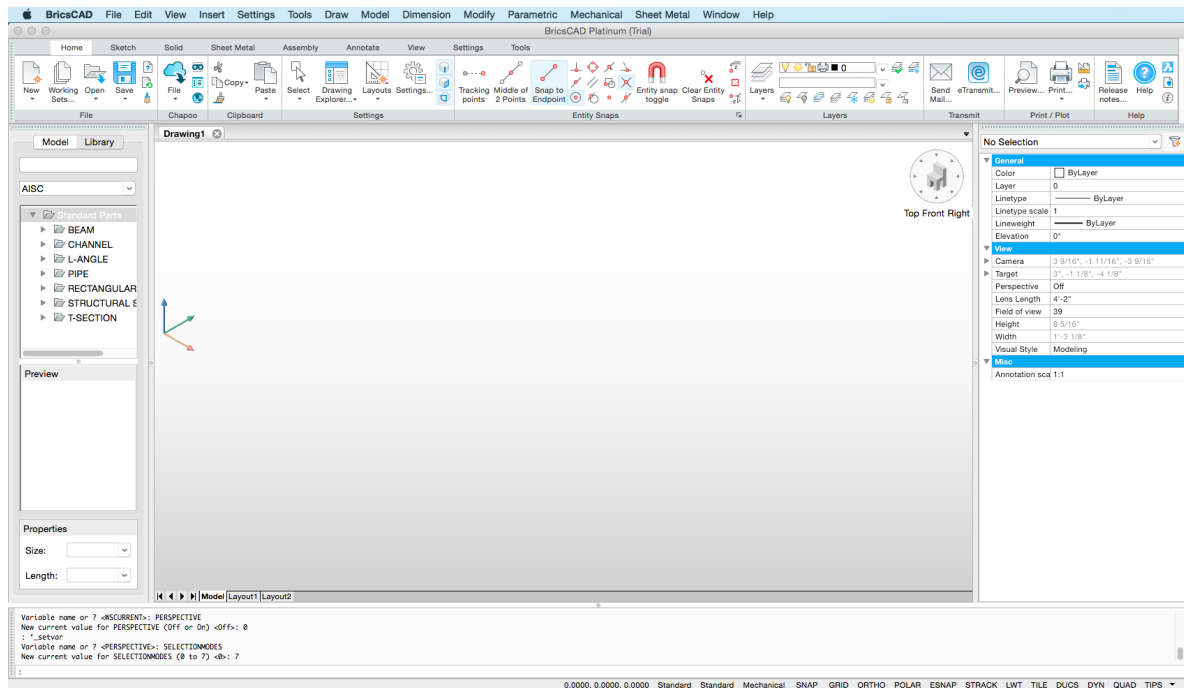 BricsCAD File Edit View Insert Settings Tools Draw Model Dimension Modify Parametric Mechanical Sheet Metal Window Help
BricsCAD Platinum (Trial)
Home Sketch Solid Sheet Metal Assembly Annotate View Settings Tools
New Working Sets... Open Save File Copy Paste Select Drawing Explorer... Layouts Settings... Tracking points Middle of 2 Points Snap to Endpoint Entity snap toggle Clear Entity Snaps Layers 0 Send Mail... eTransmit... Preview... Print... Release notes... Help
File Chapoo Clipboard Settings Entity Snaps Layers Transmit Print / Plot Help
Drawing1
Model Library
AISC
Standard Parts
BEAM
CHANNEL
L-ANGLE
PIPE
RECTANGULAR
STRUCTURAL S
T-SECTION
Preview
Properties
Size:
Length:
Top Front Right
Model Layout1 Layout2
No Selection
General
Color ByLayer
Layer 0
Linetype ByLayer
Linetype scale 1
Lineweight ByLayer
Elevation 0"
View
Camera 3 9/16", -1 11/16", -3 9/16"
Target 3", -1 1/8", -4 1/8"
Perspective Off
Lens Length 4'-2"
Field of view 39
Height 8 5/16"
Width 1'-3 1/8"
Visual Style Modeling
Misc
Annotation sca 1:1
Variable name or ? <WSCURRENT>: PERSPECTIVE
New current value for PERSPECTIVE (Off or On) <Off>: 0
: '_setvar
Variable name or ? <PERSPECTIVE>: SELECTIONMODES
New current value for SELECTIONMODES (0 to 7) <0>: 7
:
0.0000, 0.0000, 0.0000 Standard Standard Mechanical SNAP GRID ORTHO POLAR ESNAP STRACK LWT TILE DUCS DYN QUAD TIPS